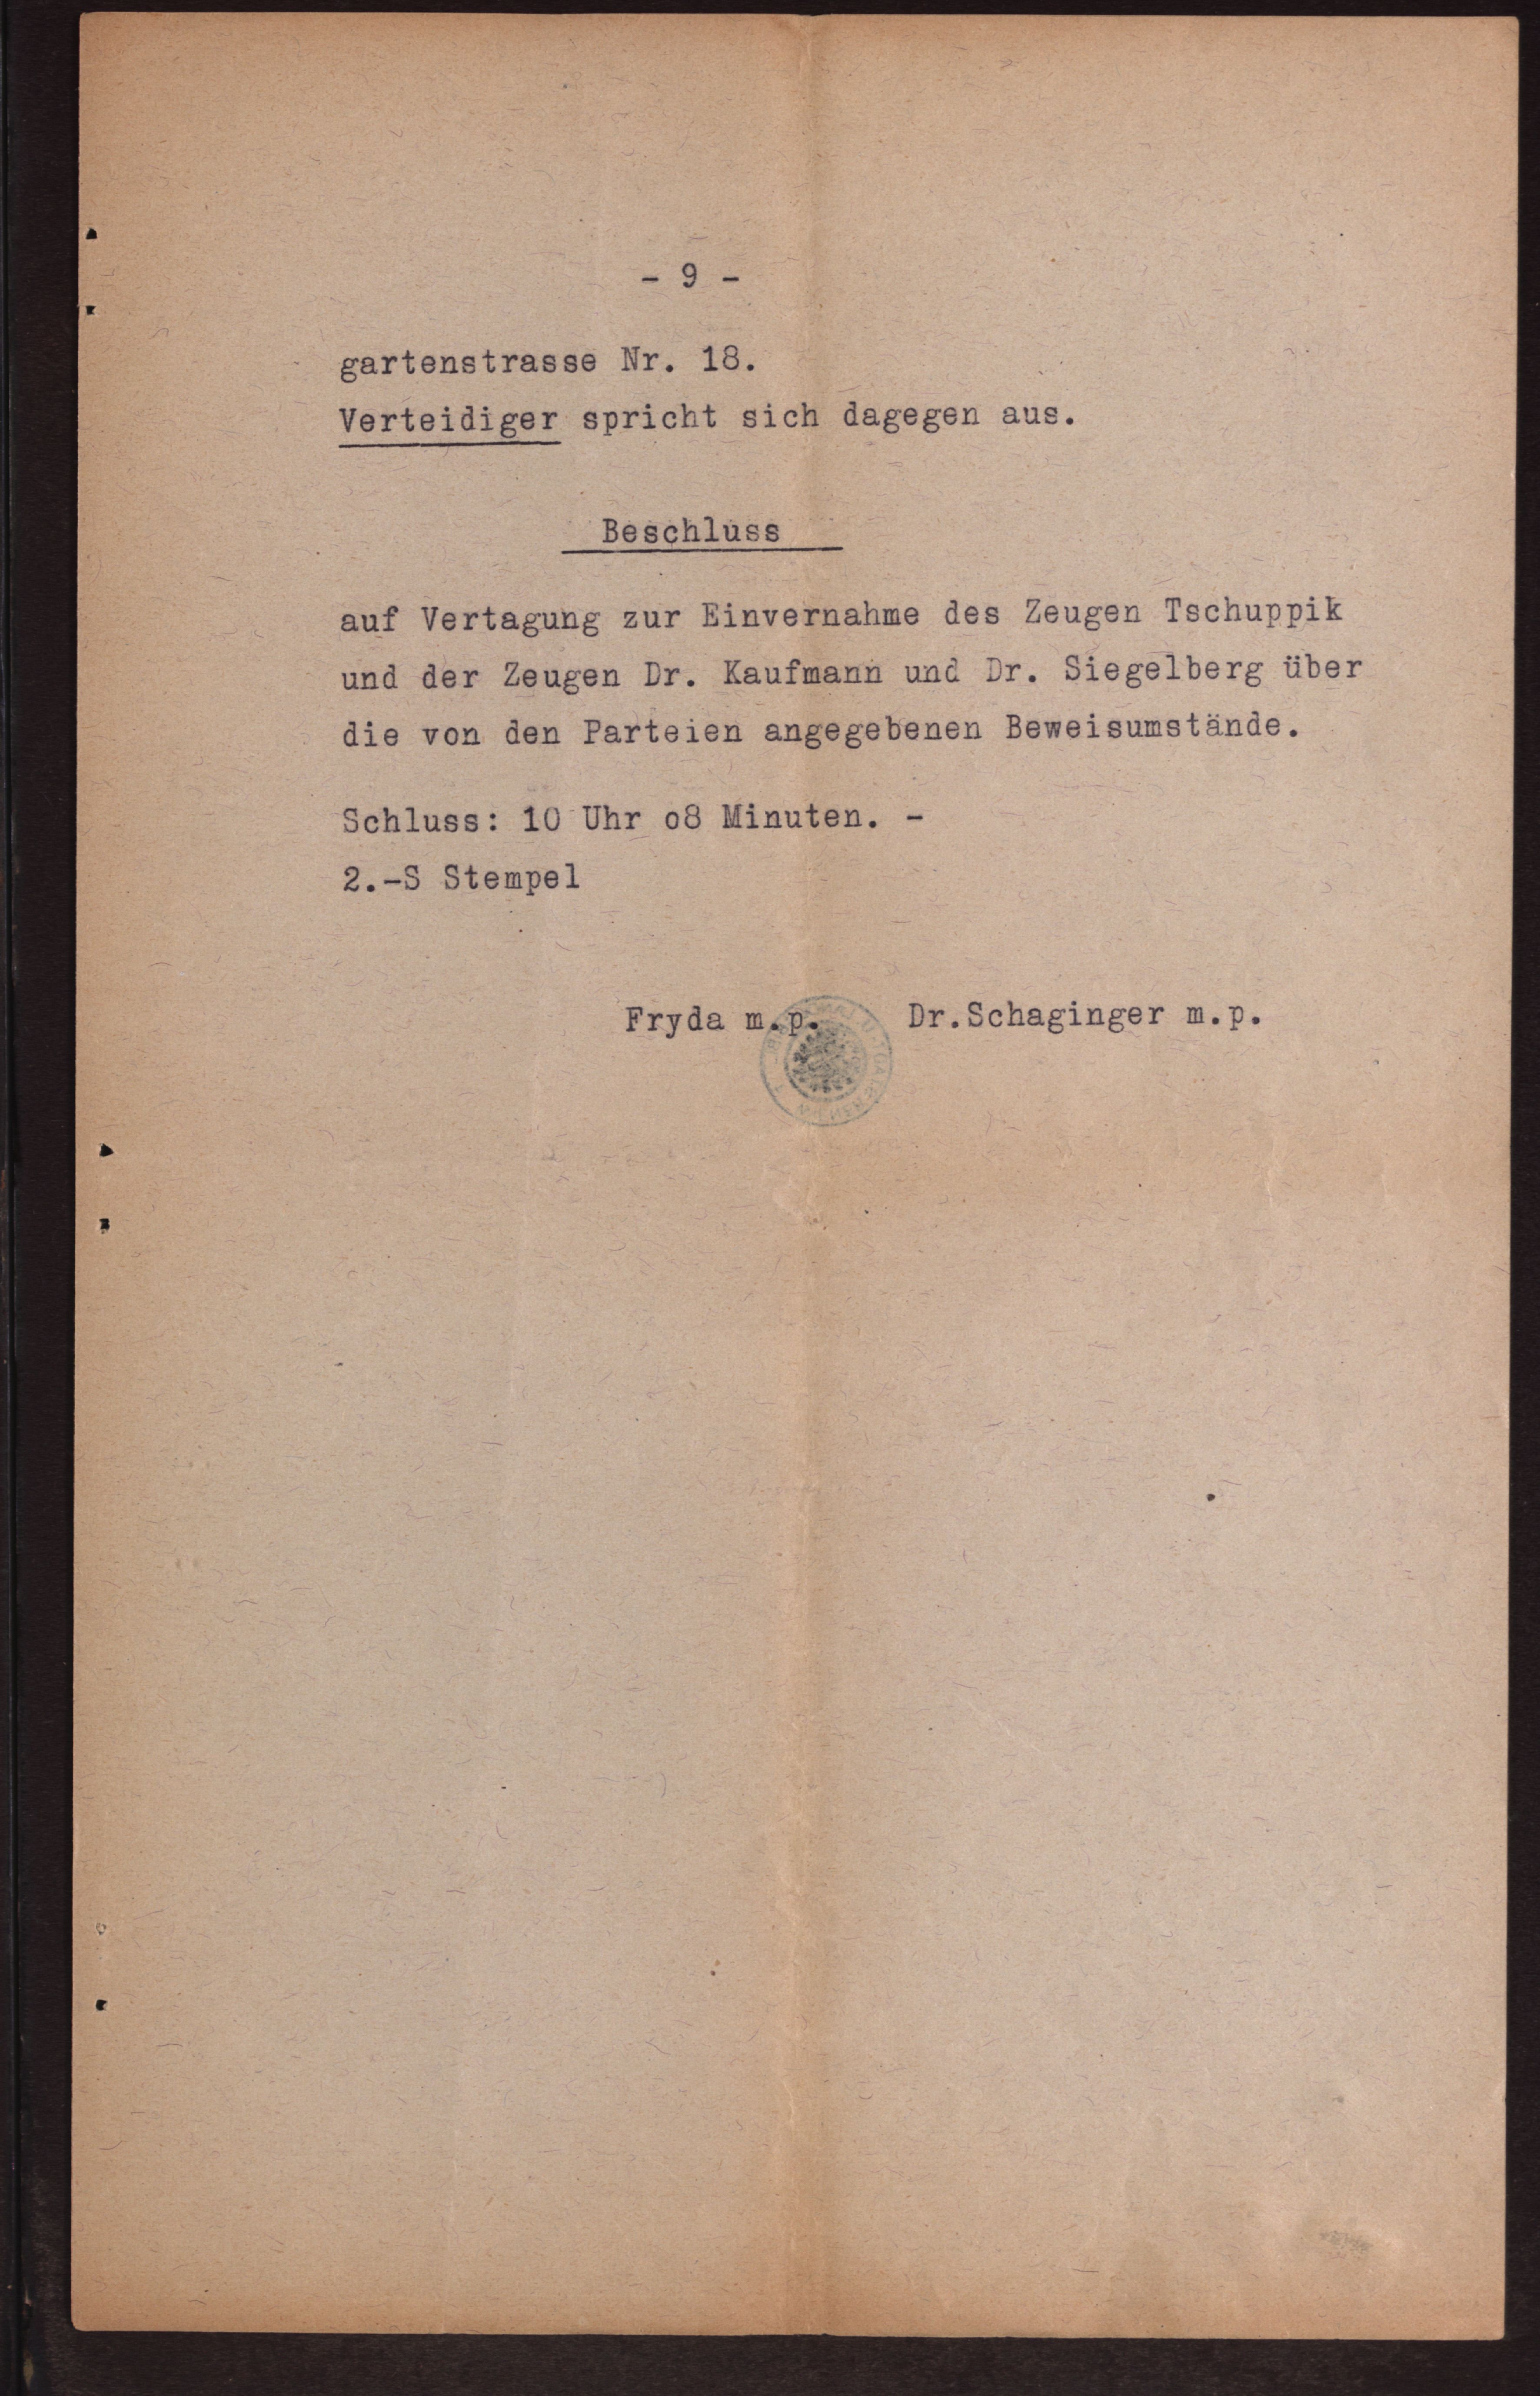 - 9 -
gartenstrasse Nr. 18.
Verteidiger spricht sich dagegen aus.
Beschluss
auf Vertagung zur Einvernahme des Zeugen Tschuppik
und der Zeugen Dr. Kaufmann und Dr. Siegelberg über
die von den Parteien angegebenen Beweisumstände.
Schluss: 10 Uhr o8 Minuten. -
2.-S Stempel
Fryda m.p. Dr.Schaginger m.p.